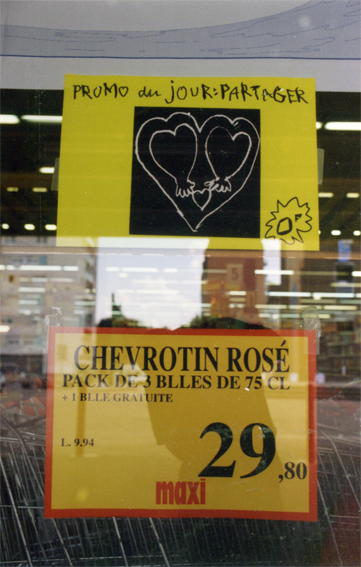 PROMO du JOUR: PARTAGER
CHEVROTIN ROSÉ
PACK DE 3 BLLES DE 75 CL
+ 1 BLLE GRATUITE
L. 9.94
29,80
maxi
5